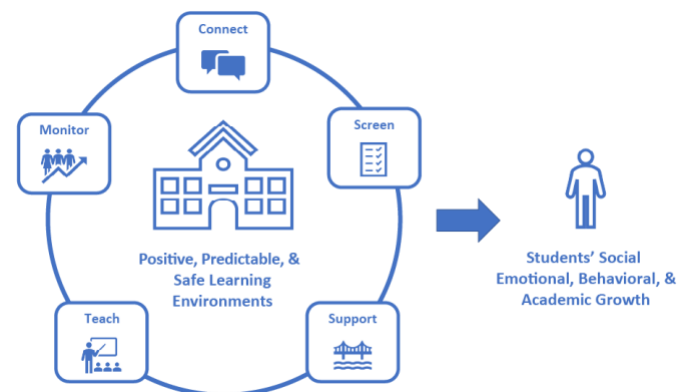 Connect
Monitor
Screen
Positive, Predictable, &
Safe Learning
Environments
Students' Social
Emotional, Behavioral, &
Academic Growth
Teach
Support